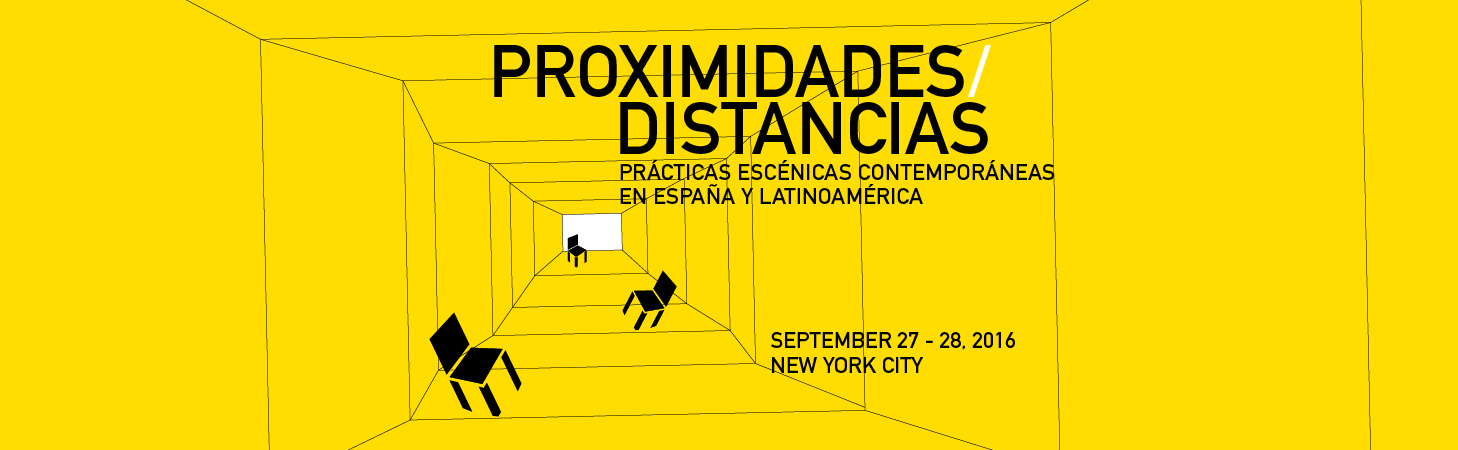 PROXIMIDADES/
DISTANCIAS
PRÁCTICAS ESCÉNICAS CONTEMPORÁNEAS
EN ESPAÑA Y LATINOAMÉRICA
SEPTEMBER 27 - 28, 2016
NEW YORK CITY